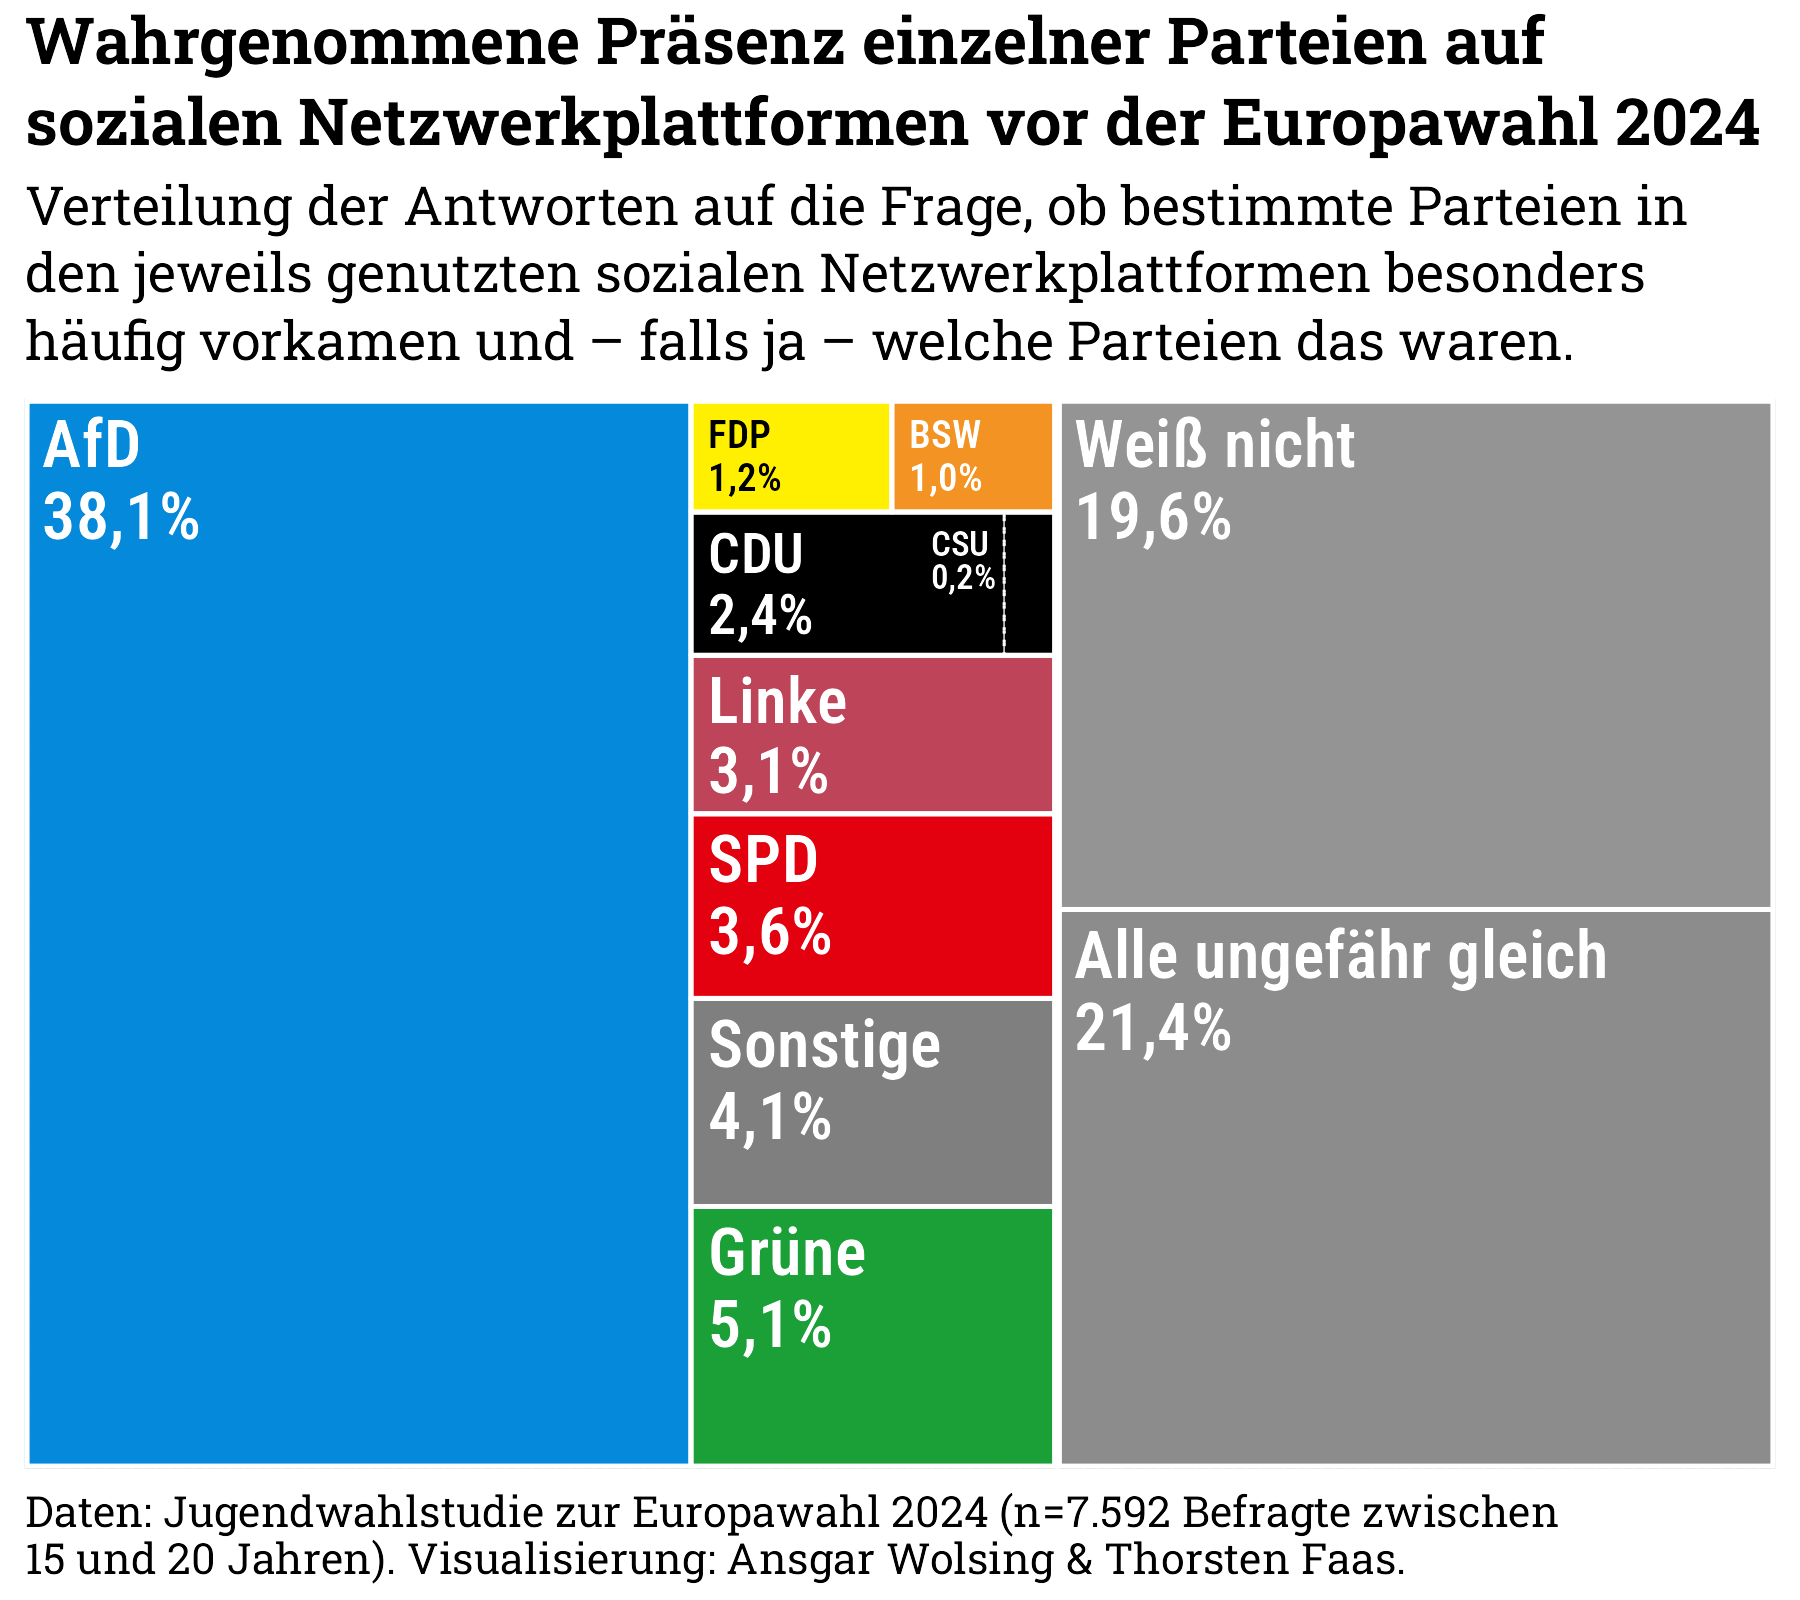 Wahrgenommene Präsenz einzelner Parteien auf
sozialen Netzwerkplattformen vor der Europawahl 2024
Verteilung der Antworten auf die Frage, ob bestimmte Parteien in
den jeweils genutzten sozialen Netzwerkplattformen besonders
häufig vorkamen und – falls ja – welche Parteien das waren.
AfD
38,1%
FDP
1,2%
BSW
1,0%
CDU
2,4%
CSU
0,2%
Linke
3,1%
SPD
3,6%
Sonstige
4,1%
Grüne
5,1%
Weiß nicht
19,6%
Alle ungefähr gleich
21,4%
Daten: Jugendwahlstudie zur Europawahl 2024 (n=7.592 Befragte zwischen
15 und 20 Jahren). Visualisierung: Ansgar Wolsing & Thorsten Faas.